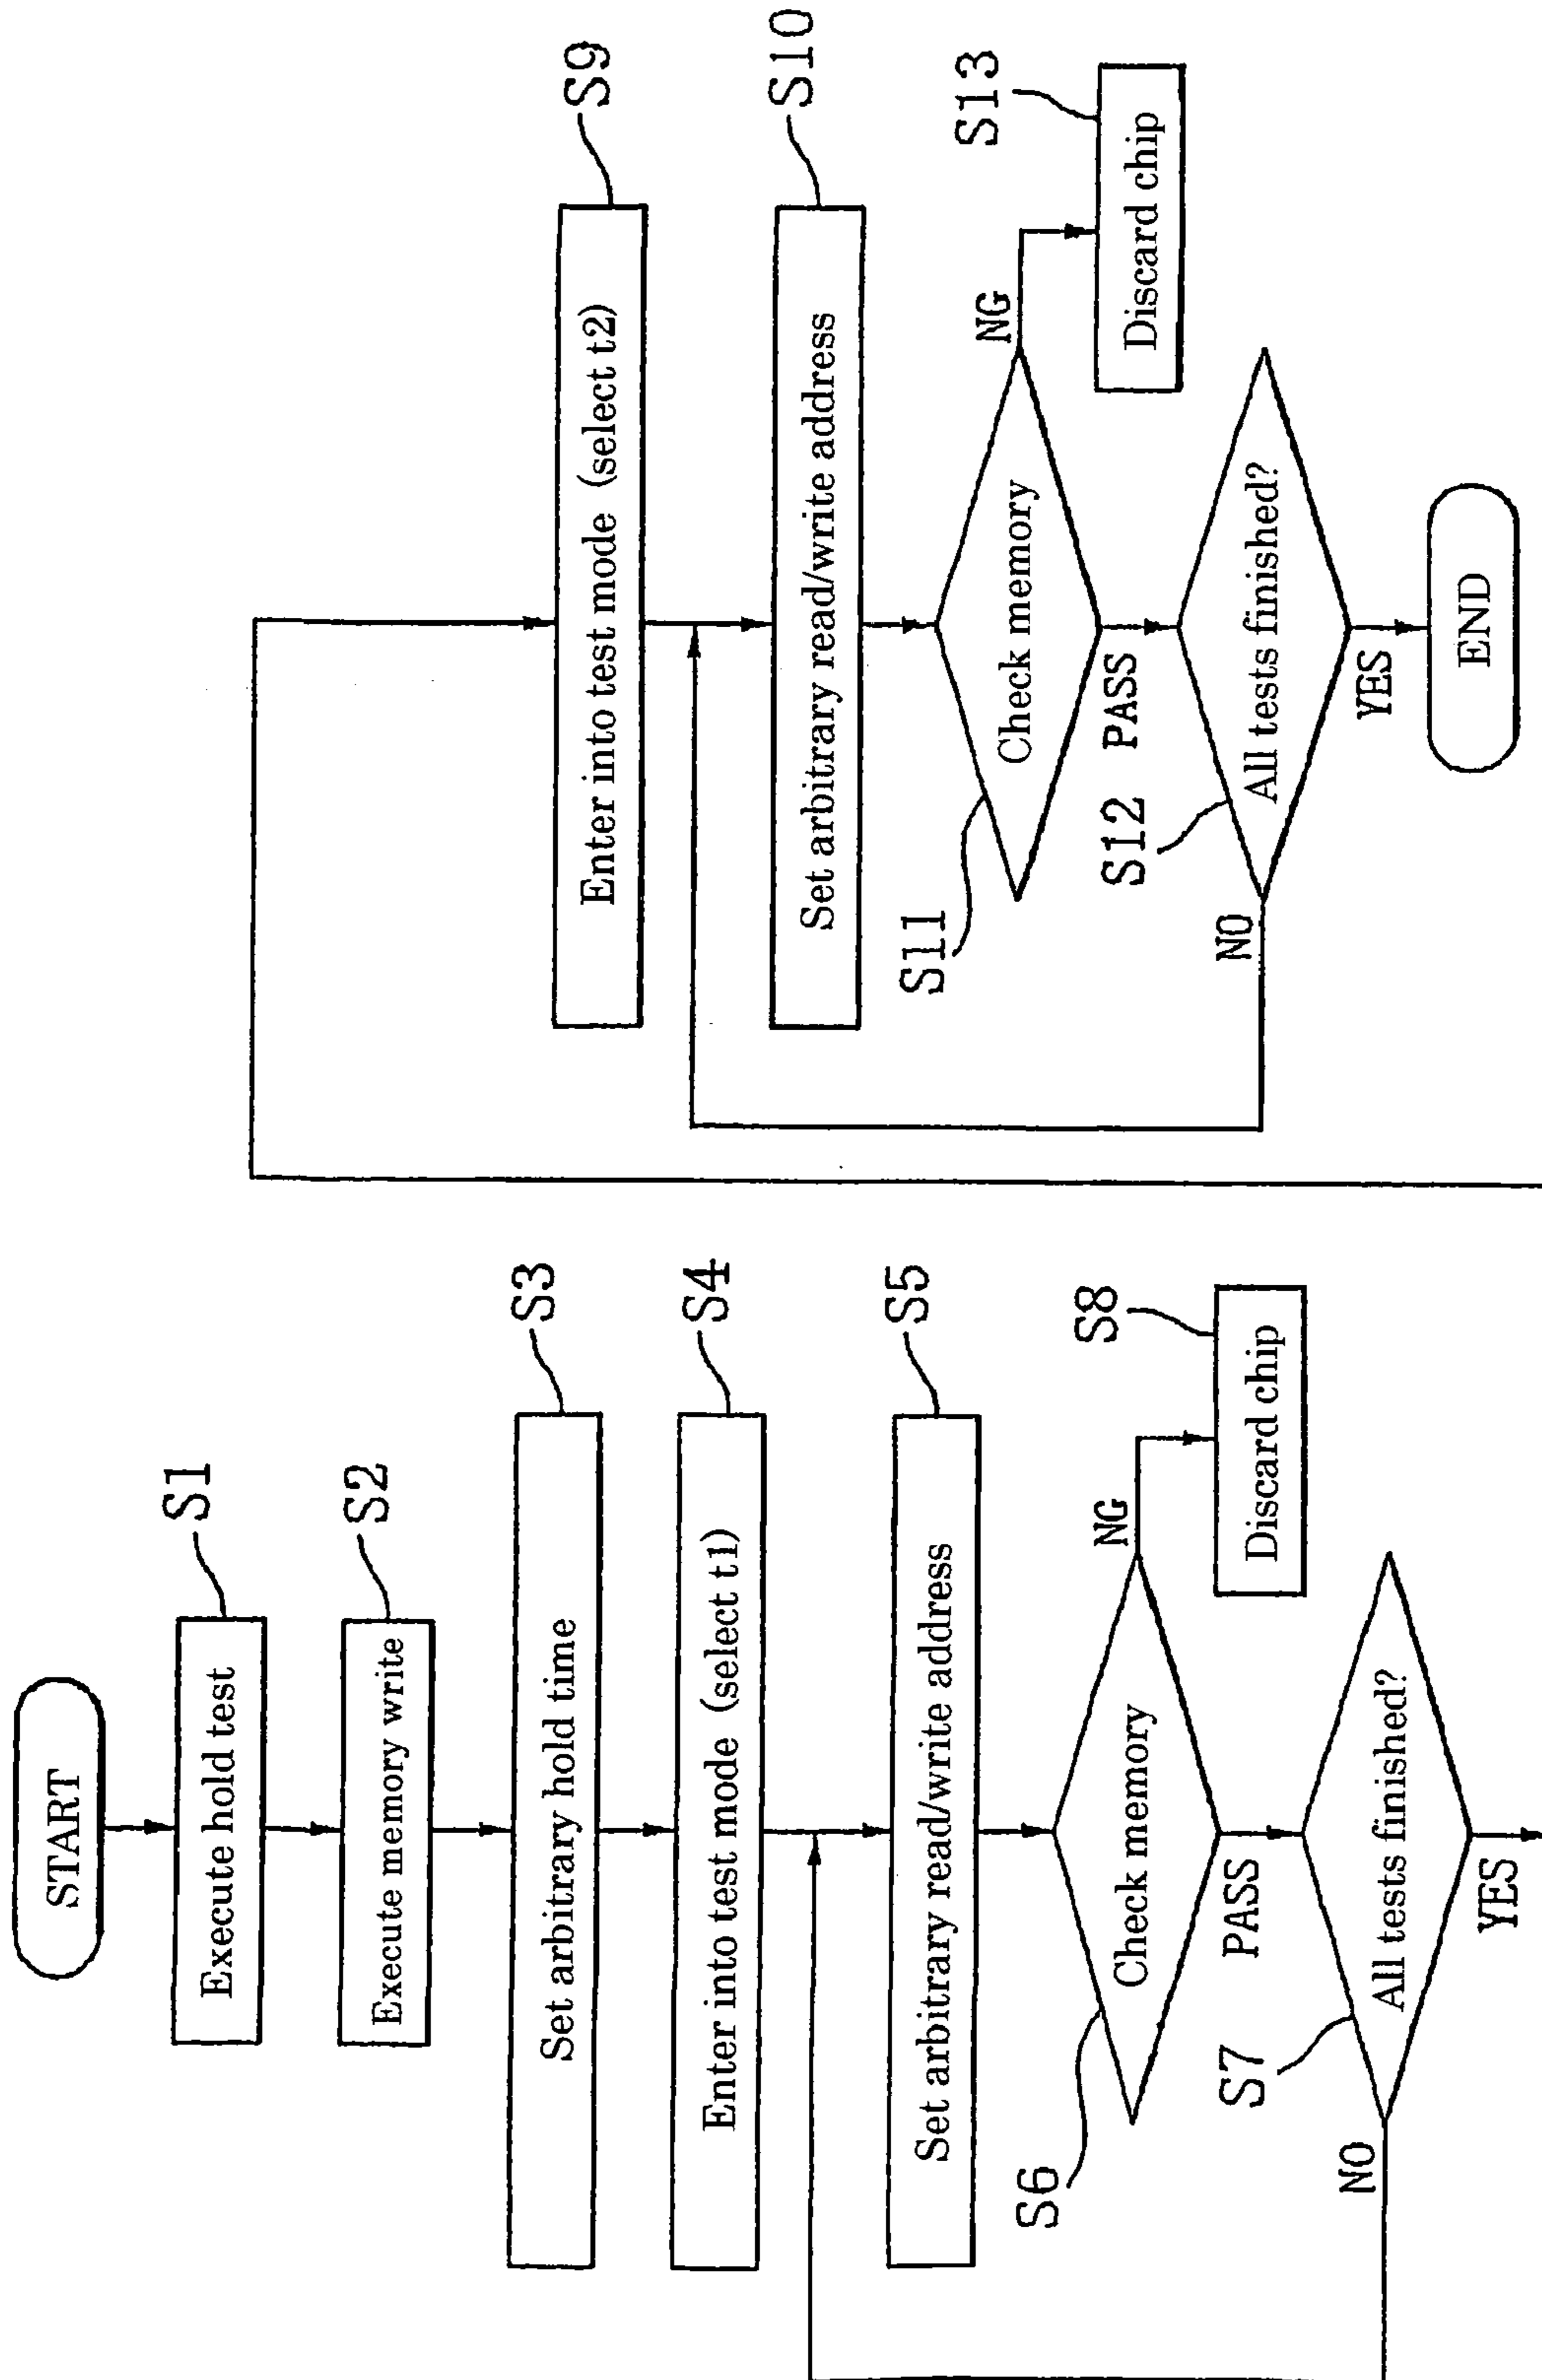 START
Execute hold test
S1
Execute memory write
S2
Set arbitrary hold time
S3
Enter into test mode (select t1)
S4
Set arbitrary read/write address
S5
Check memory
S6
NG
Discard chip
S8
PASS
All tests finished?
S7
NO
YES
Enter into test mode (select t2)
S9
Set arbitrary read/write address
S10
Check memory
S11
NG
Discard chip
S13
PASS
All tests finished?
S12
NO
YES
END